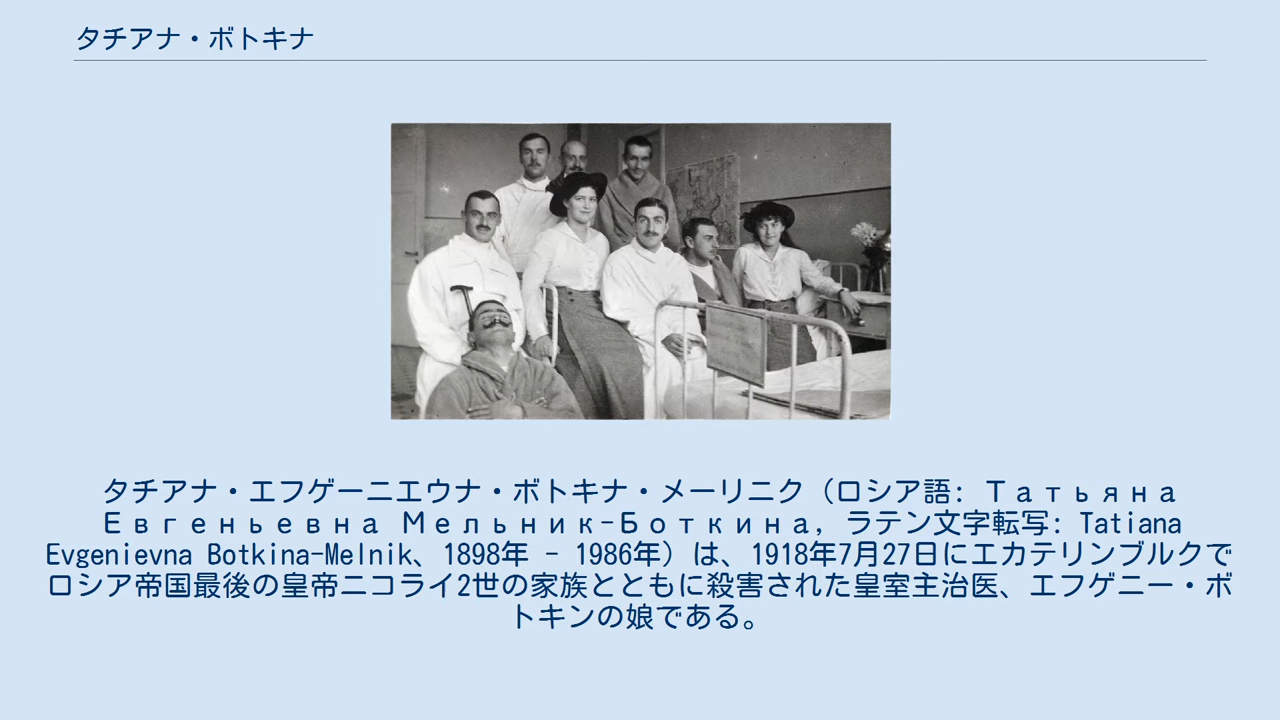 タチアナ・ボトキナ
タチアナ・エフゲーニエウナ・ボトキナ・メーリニク（ロシア語: Татьяна
Евгеньевна Мельник-Боткина, ラテン文字転写: Tatiana
Evgenievna Botkina-Melnik、1898年 - 1986年）は、1918年7月27日にエカテリンブルクで
ロシア帝国最後の皇帝ニコライ2世の家族とともに殺害された皇室主治医、エフゲニー・ボ
トキンの娘である。